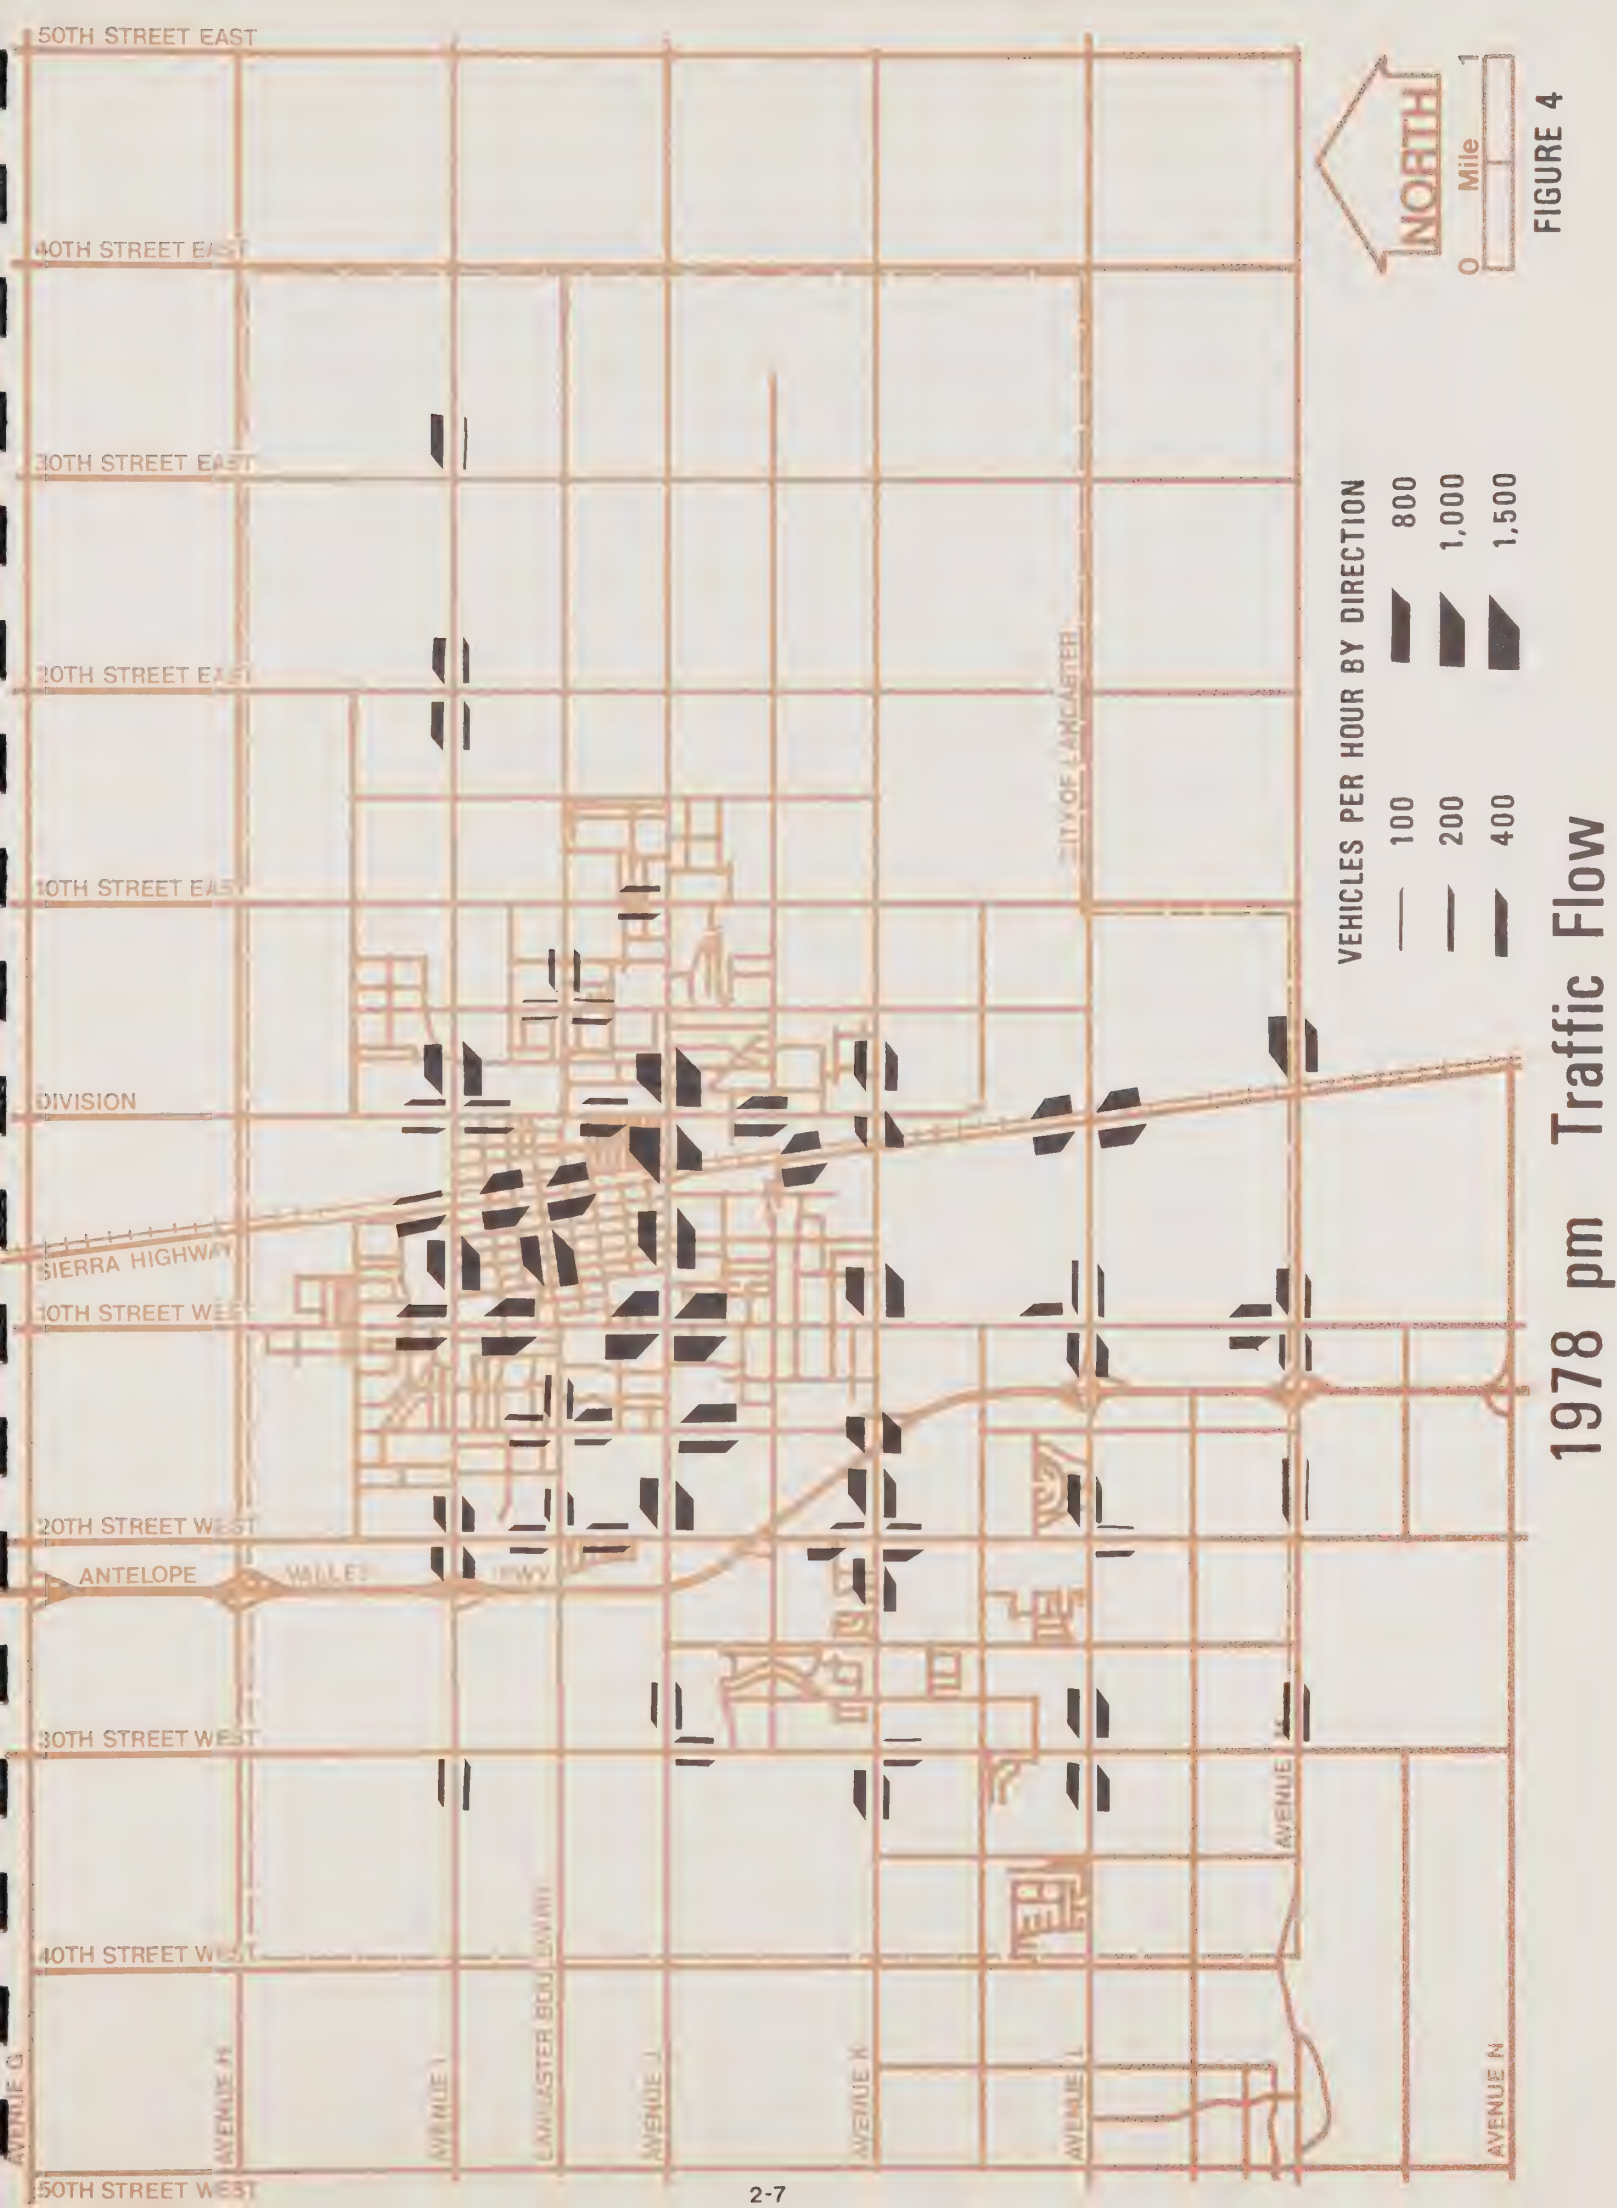 50TH STREET EAST
40TH STREET EAST
30TH STREET EAST
20TH STREET EAST
10TH STREET EAST
DIVISION
SIERRA HIGHWAY
10TH STREET WEST
20TH STREET WEST
ANTELOPE VALLEY HWY
30TH STREET WEST
40TH STREET WEST
50TH STREET WEST
AVENUE G
AVENUE H
AVENUE I
LANCASTER BOULEVARD
AVENUE J
AVENUE K
AVENUE L
AVENUE M
AVENUE N
CITY OF LANCASTER
NORTH
0 Mile 1
FIGURE 4
VEHICLES PER HOUR BY DIRECTION
100 800
200 1,000
400 1,500
1978 pm Traffic Flow
2-7